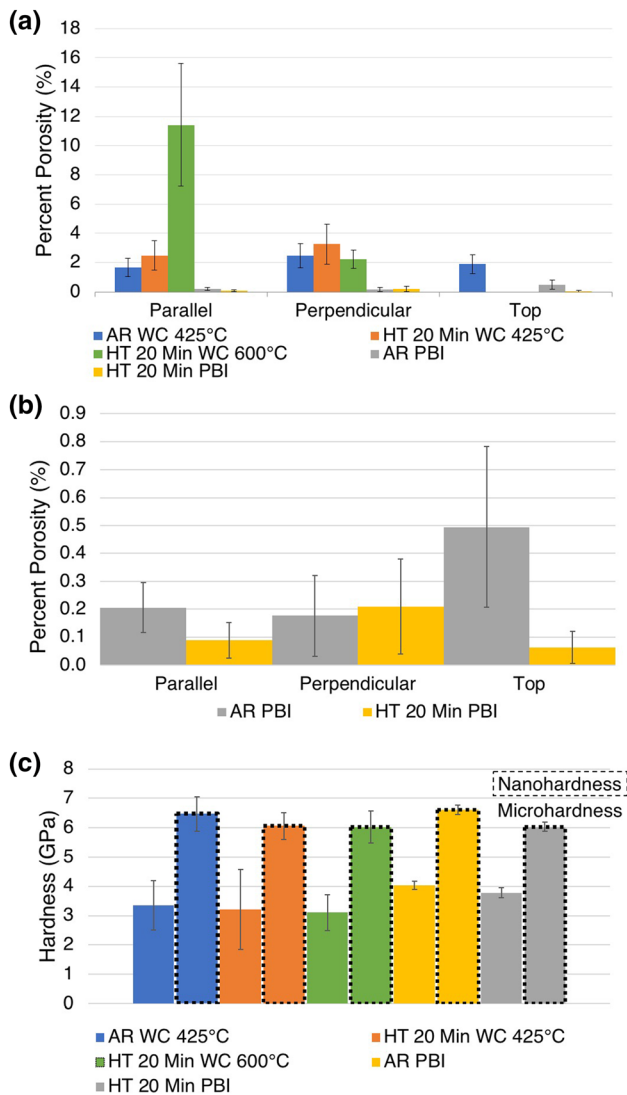 (a)
Percent Porosity (%)
18
16
14
12
10
8
6
4
2
0
Parallel Perpendicular Top
AR WC 425°C HT 20 Min WC 425°C
HT 20 Min WC 600°C AR PBI
HT 20 Min PBI
(b)
Percent Porosity (%)
0.9
0.8
0.7
0.6
0.5
0.4
0.3
0.2
0.1
0.0
Parallel Perpendicular Top
AR PBI HT 20 Min PBI
(c)
Hardness (GPa)
8
7
6
5
4
3
2
1
0
Nanohardness
Microhardness
AR WC 425°C HT 20 Min WC 425°C
HT 20 Min WC 600°C AR PBI
HT 20 Min PBI